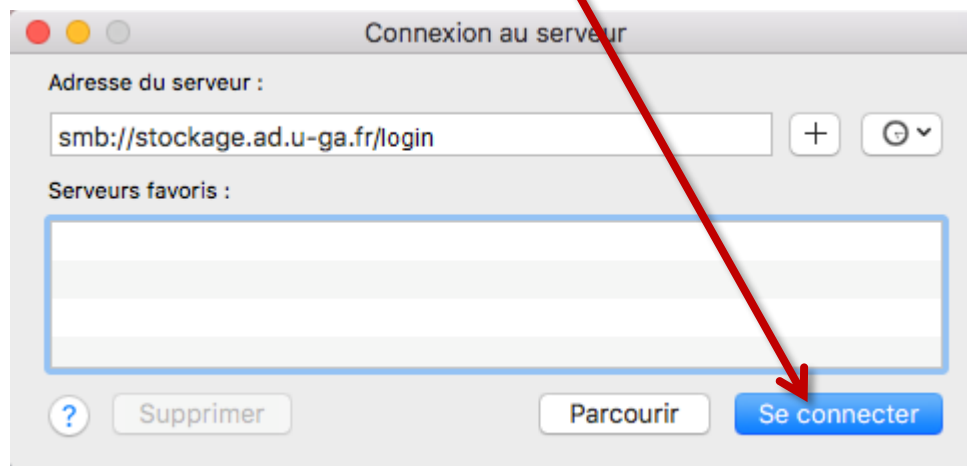 Connexion au serveur
Adresse du serveur :
smb://stockage.ad.u-ga.fr/login
+
Serveurs favoris :
? Supprimer Parcourir Se connecter